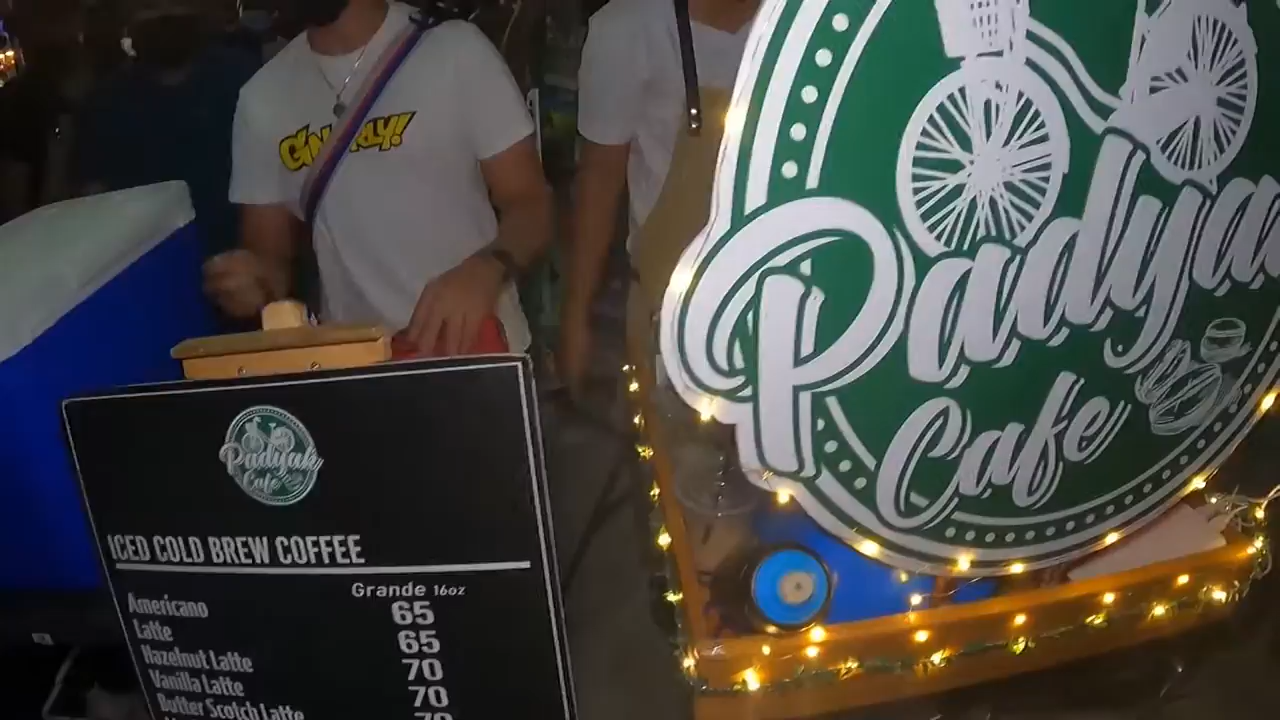 GNARLY!
Padyak
Cafe
Padyak
Cafe
ICED COLD BREW COFFEE
Grande 16oz
Americano 65
Latte 65
Hazelnut Latte 70
Vanilla Latte 70
Butter Scotch Latte 70